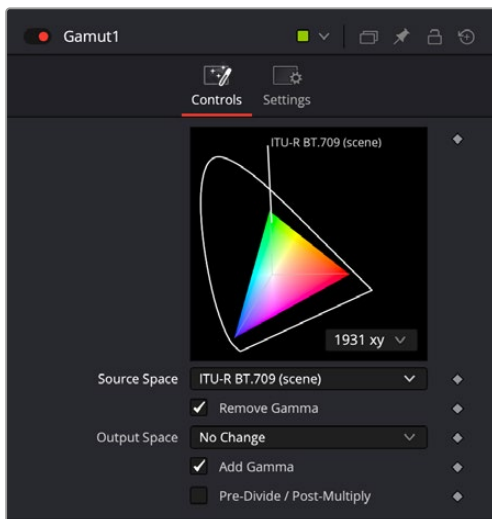 Gamut1
Controls Settings
ITU-R BT.709 (scene)
1931 xy
Source Space ITU-R BT.709 (scene)
Remove Gamma
Output Space No Change
Add Gamma
Pre-Divide / Post-Multiply